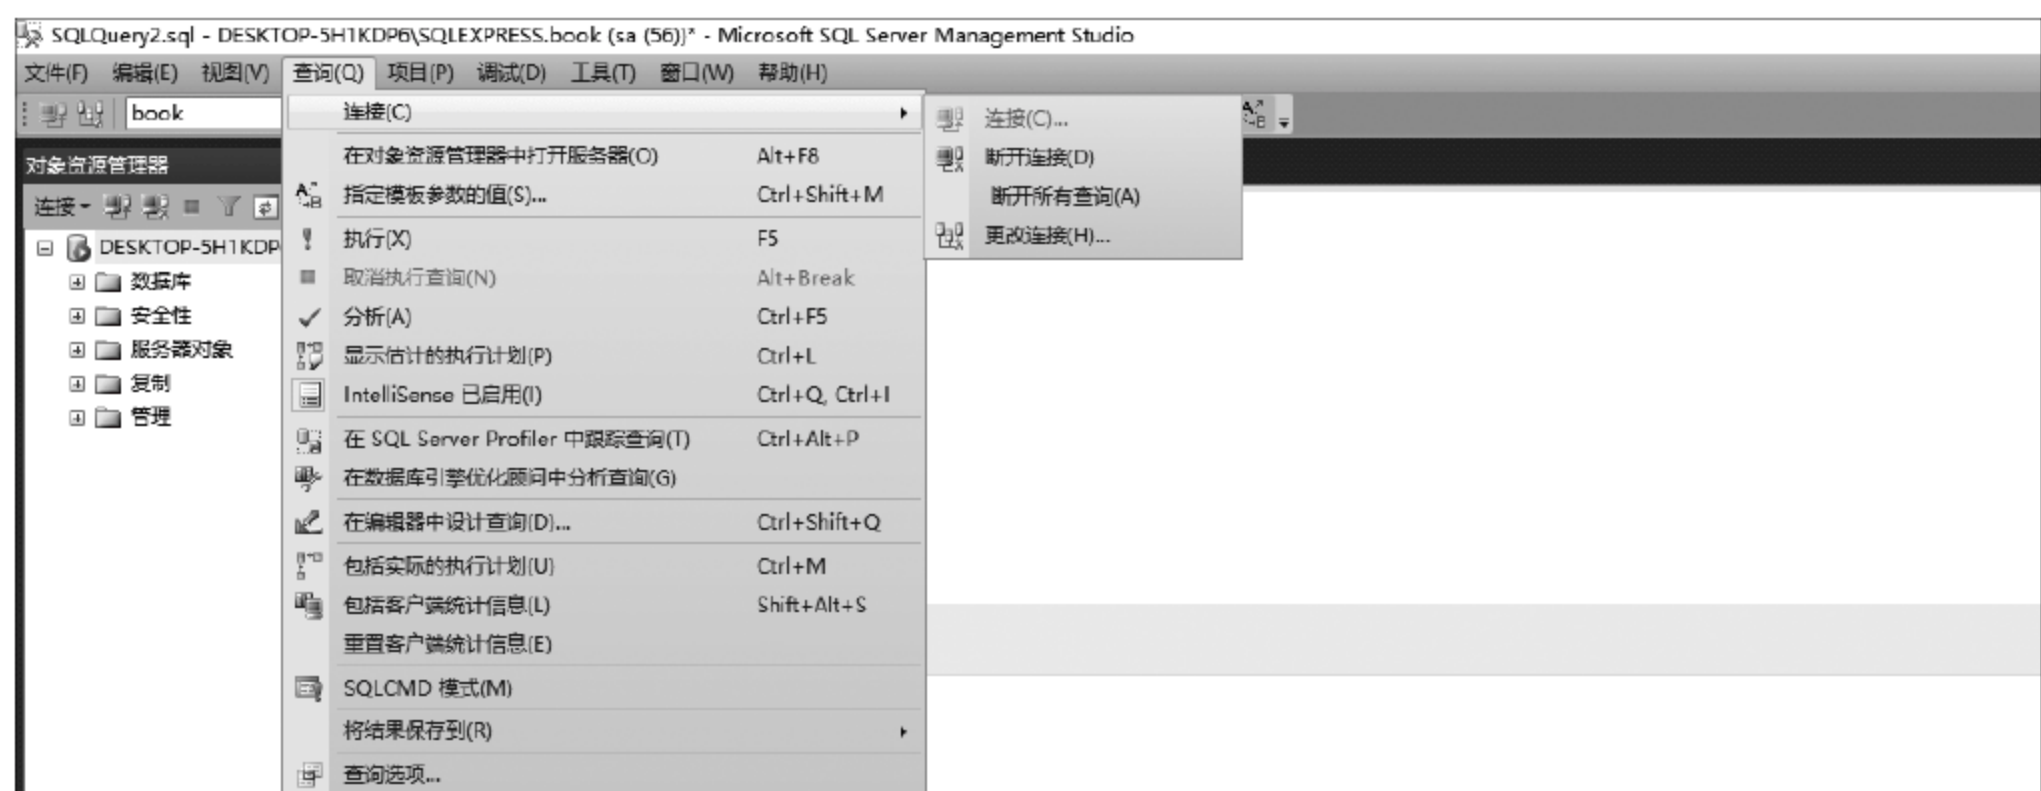 SQLQuery2.sql - DESKTOP-5H1KDP6\SQLEXPRESS.book (sa (56))* - Microsoft SQL Server Management Studio
文件(F) 编辑(E) 视图(V) 查询(Q) 项目(P) 调试(D) 工具(T) 窗口(W) 帮助(H)
book
对象资源管理器
连接
DESKTOP-5H1KDP
数据库
安全性
服务器对象
复制
管理
连接(C)
在对象资源管理器中打开服务器(O) Alt+F8
指定模板参数的值(S)... Ctrl+Shift+M
执行(X) F5
取消执行查询(N) Alt+Break
分析(A) Ctrl+F5
显示估计的执行计划(P) Ctrl+L
IntelliSense 已启用(I) Ctrl+Q, Ctrl+I
在 SQL Server Profiler 中跟踪查询(T) Ctrl+Alt+P
在数据库引擎优化顾问中分析查询(G)
在编辑器中设计查询(D)... Ctrl+Shift+Q
包括实际的执行计划(U) Ctrl+M
包括客户端统计信息(L) Shift+Alt+S
重置客户端统计信息(E)
SQLCMD 模式(M)
将结果保存到(R)
查询选项...
连接(C)...
断开连接(D)
断开所有查询(A)
更改连接(H)...